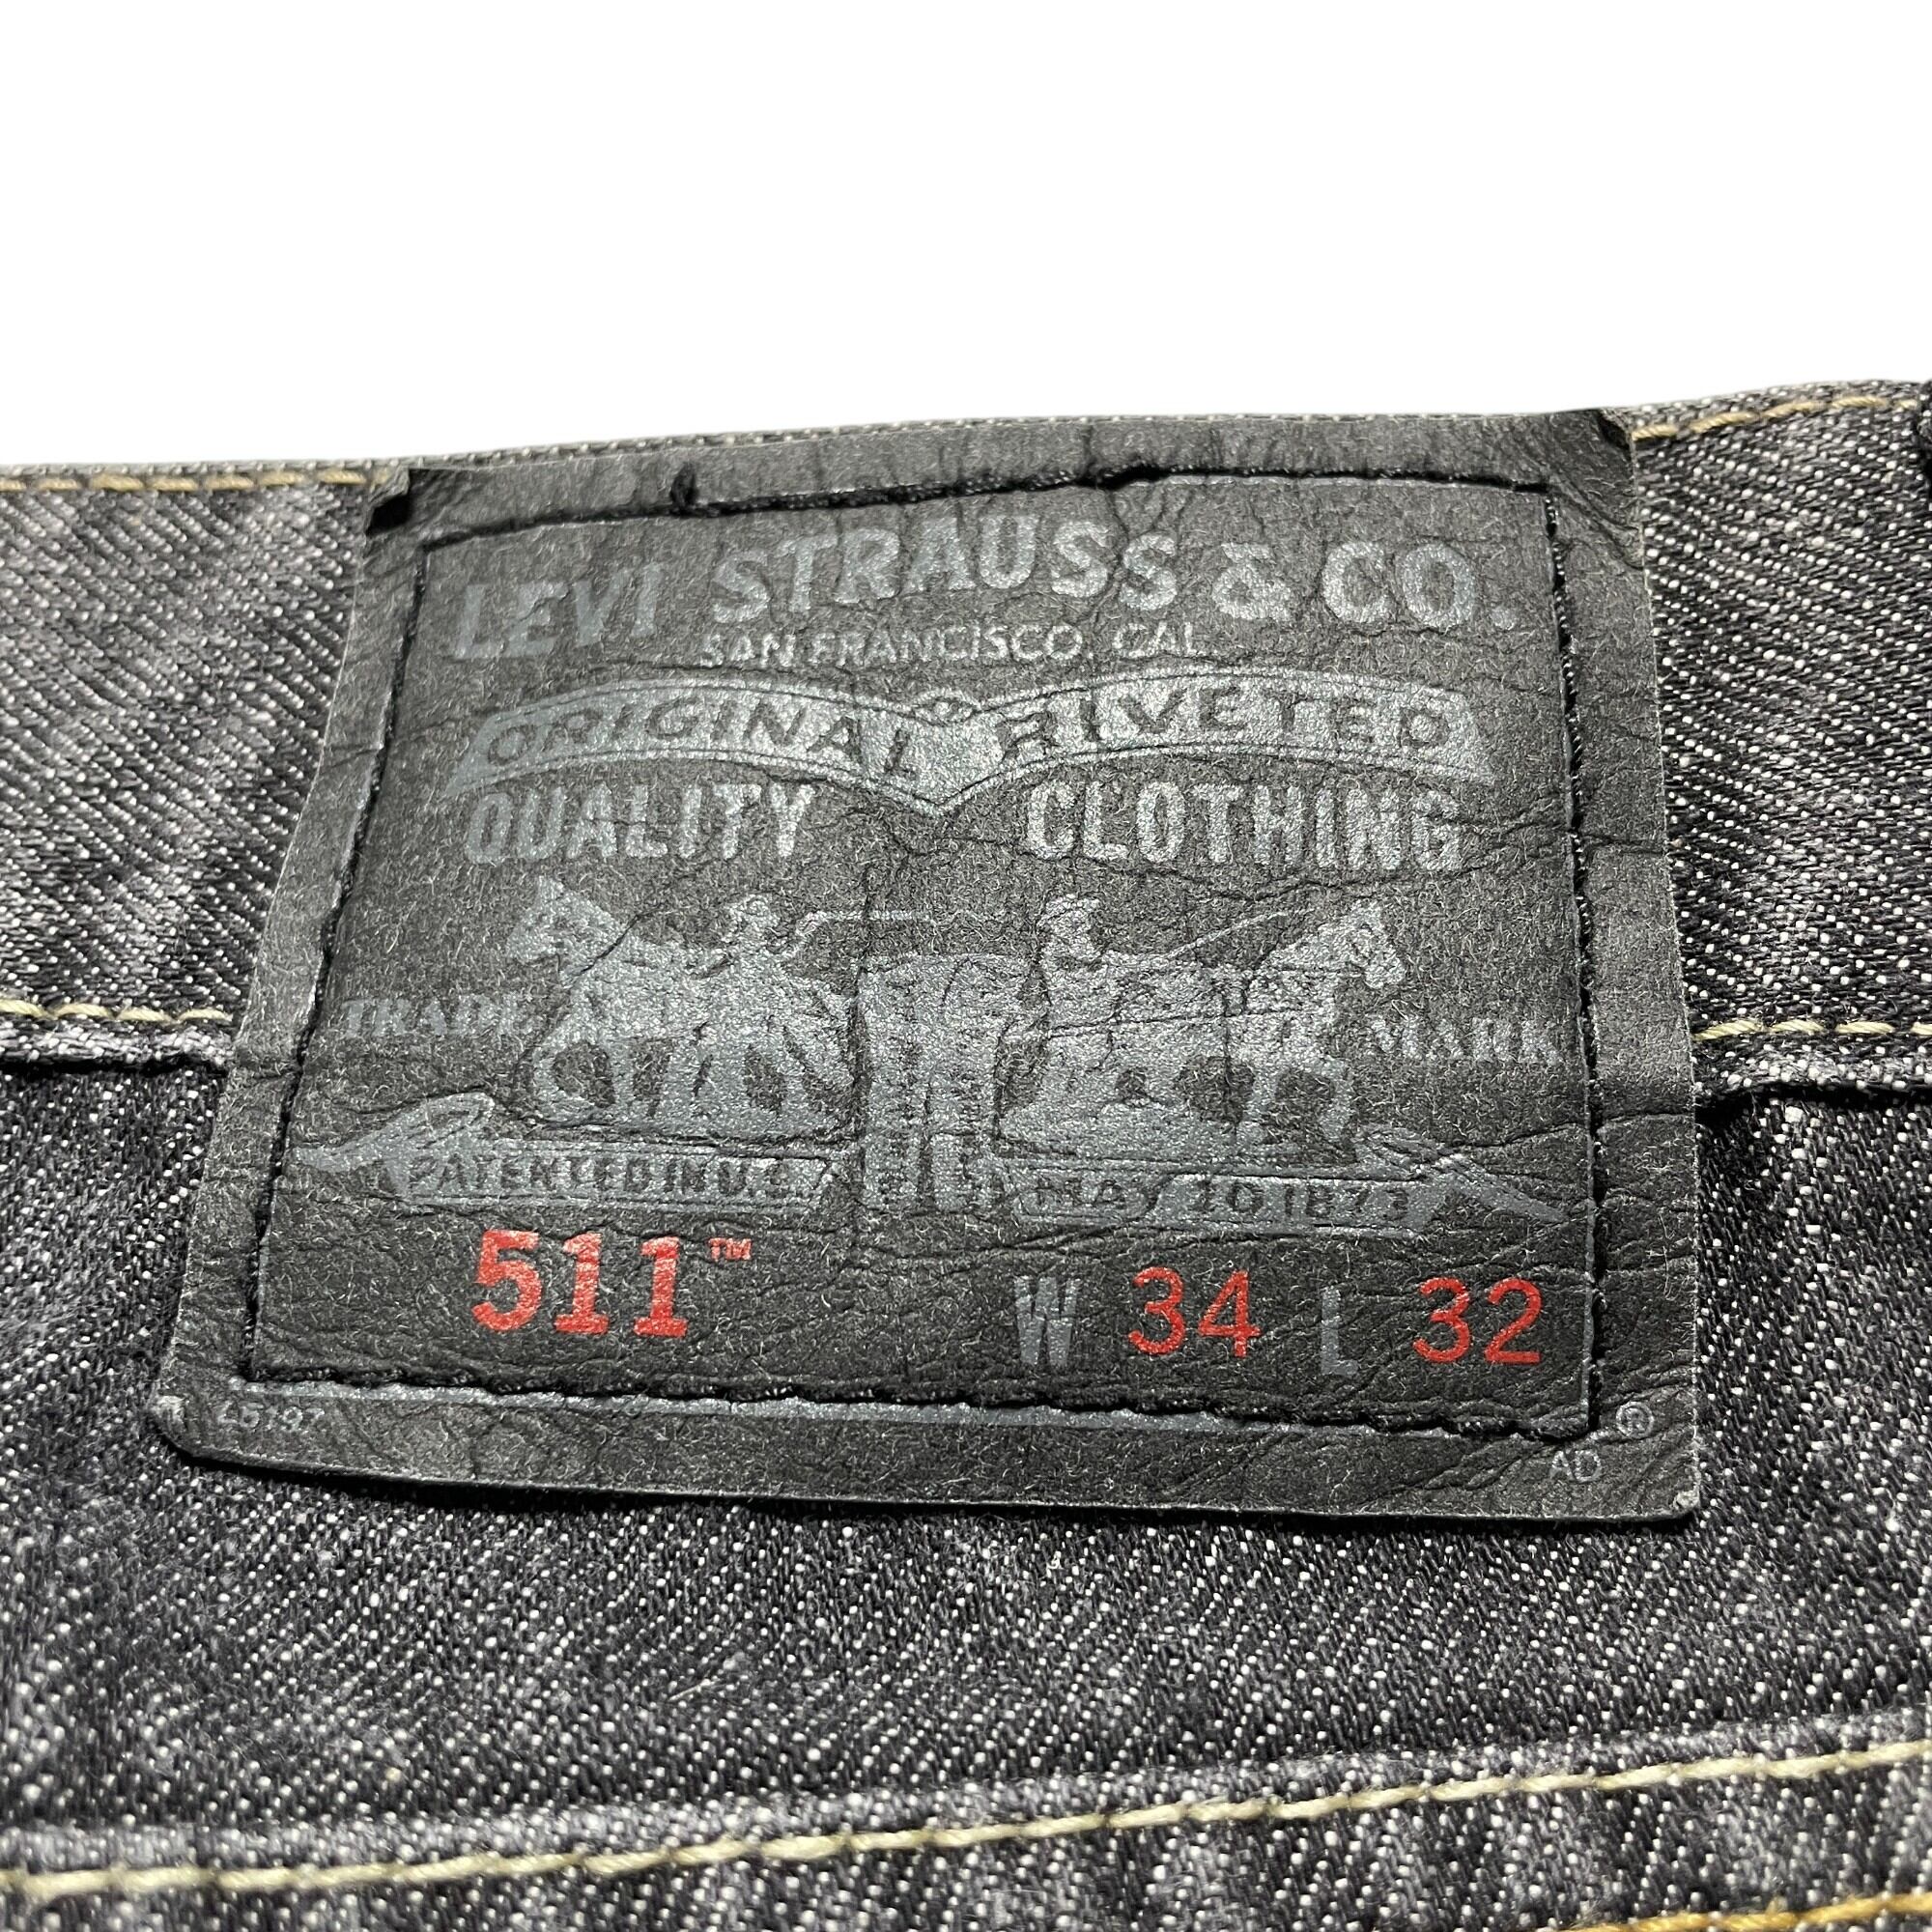 LEVI STRAUSS & CO.
SAN FRANCISCO, CAL.
ORIGINAL RIVETED
QUALITY CLOTHING
TRADE MARK
PATENTED IN U.S. MAY 20 1873
511™ W 34 L 32
®
AD